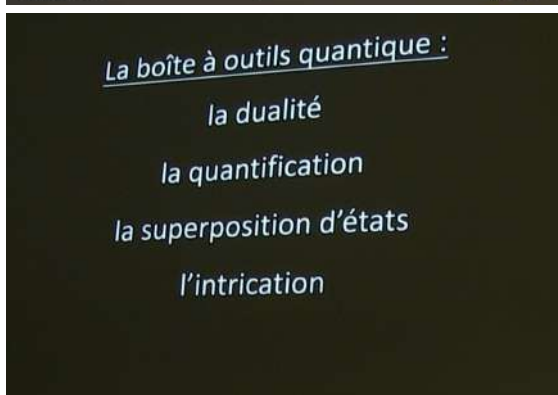 La boîte à outils quantique :
la dualité
la quantification
la superposition d'états
l'intrication